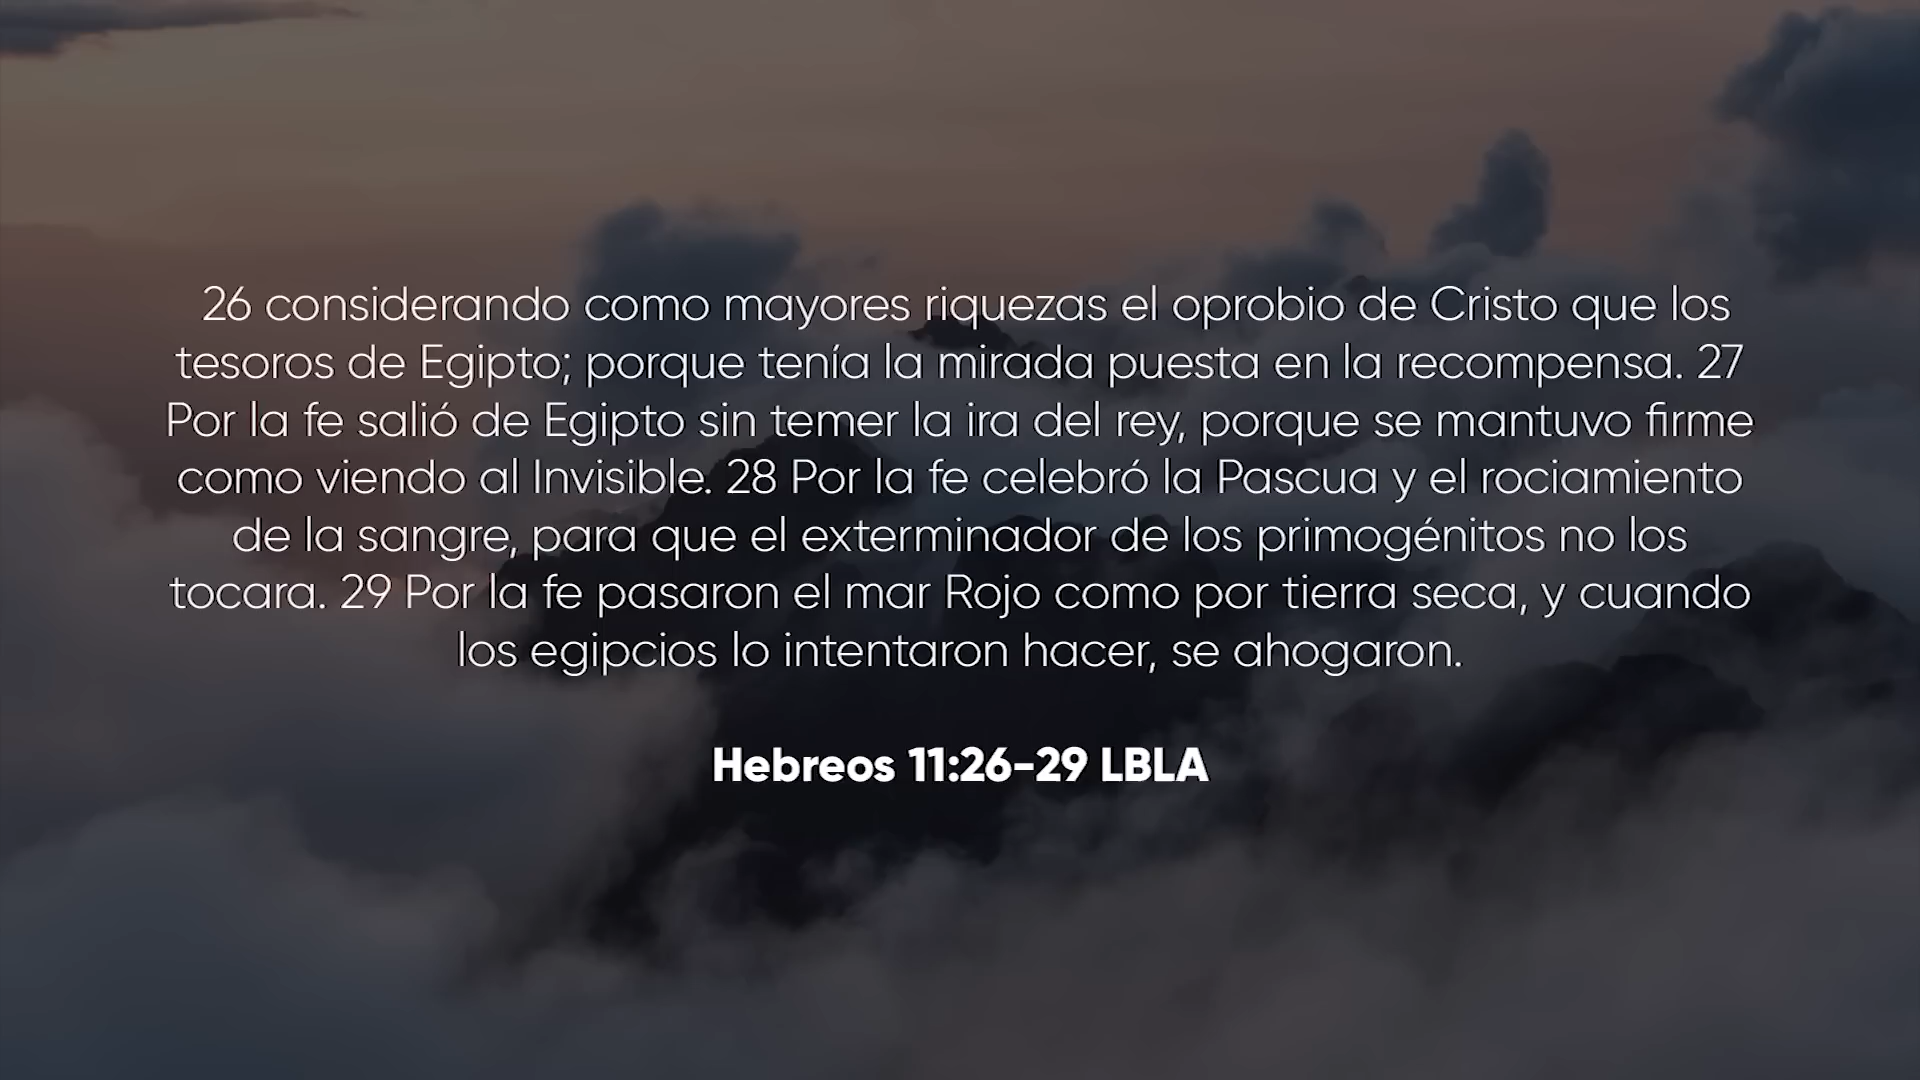 26 considerando como mayores riquezas el oprobio de Cristo que los
tesoros de Egipto; porque tenía la mirada puesta en la recompensa. 27
Por la fe salió de Egipto sin temer la ira del rey, porque se mantuvo firme
como viendo al Invisible. 28 Por la fe celebró la Pascua y el rociamiento
de la sangre, para que el exterminador de los primogénitos no los
tocara. 29 Por la fe pasaron el mar Rojo como por tierra seca, y cuando
los egipcios lo intentaron hacer, se ahogaron.
Hebreos 11:26-29 LBLA